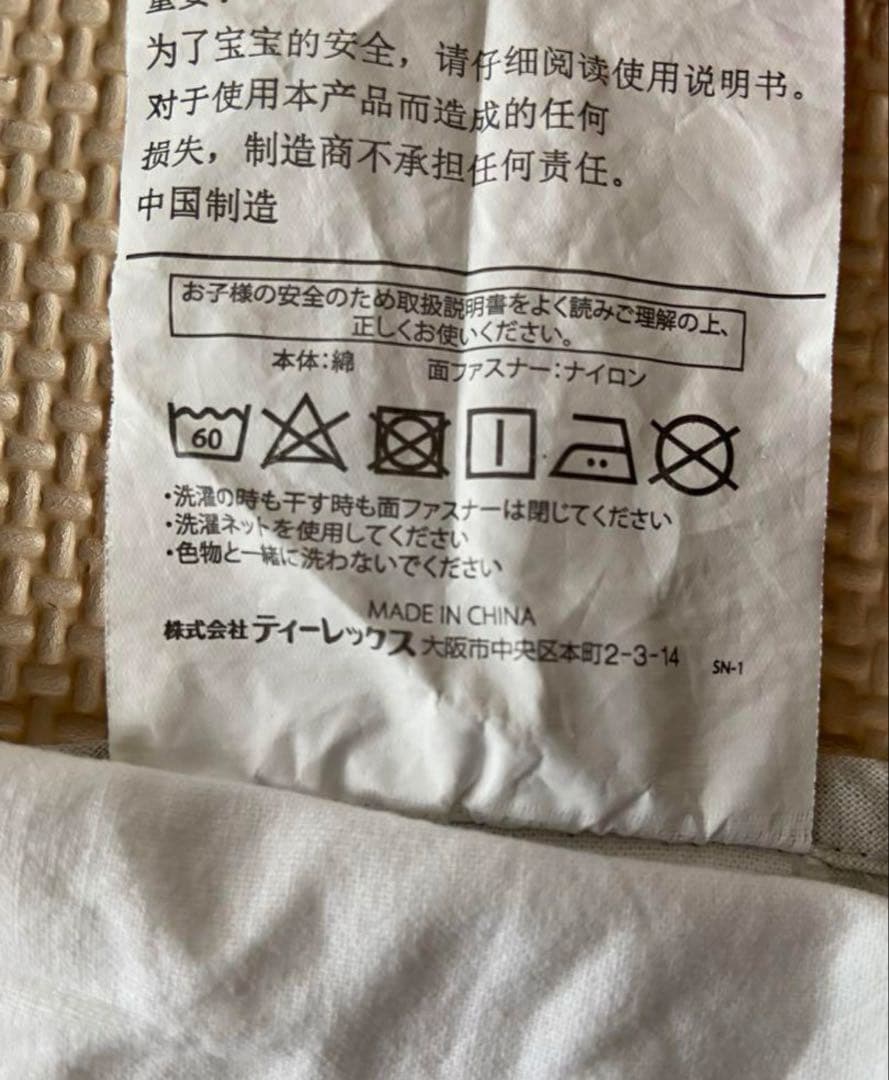 重要：
为了宝宝的安全，请仔细阅读使用说明书。
对于使用本产品而造成的任何
损失，制造商不承担任何责任。
中国制造
お子様の安全のため取扱説明書をよく読みご理解の上、
正しくお使いください。
本体：綿 面ファスナー：ナイロン
60
・洗濯の時も干す時も面ファスナーは閉じてください
・洗濯ネットを使用してください
・色物と一緒に洗わないでください
MADE IN CHINA
株式会社ティーレックス 大阪市中央区本町2-3-14 SN-1